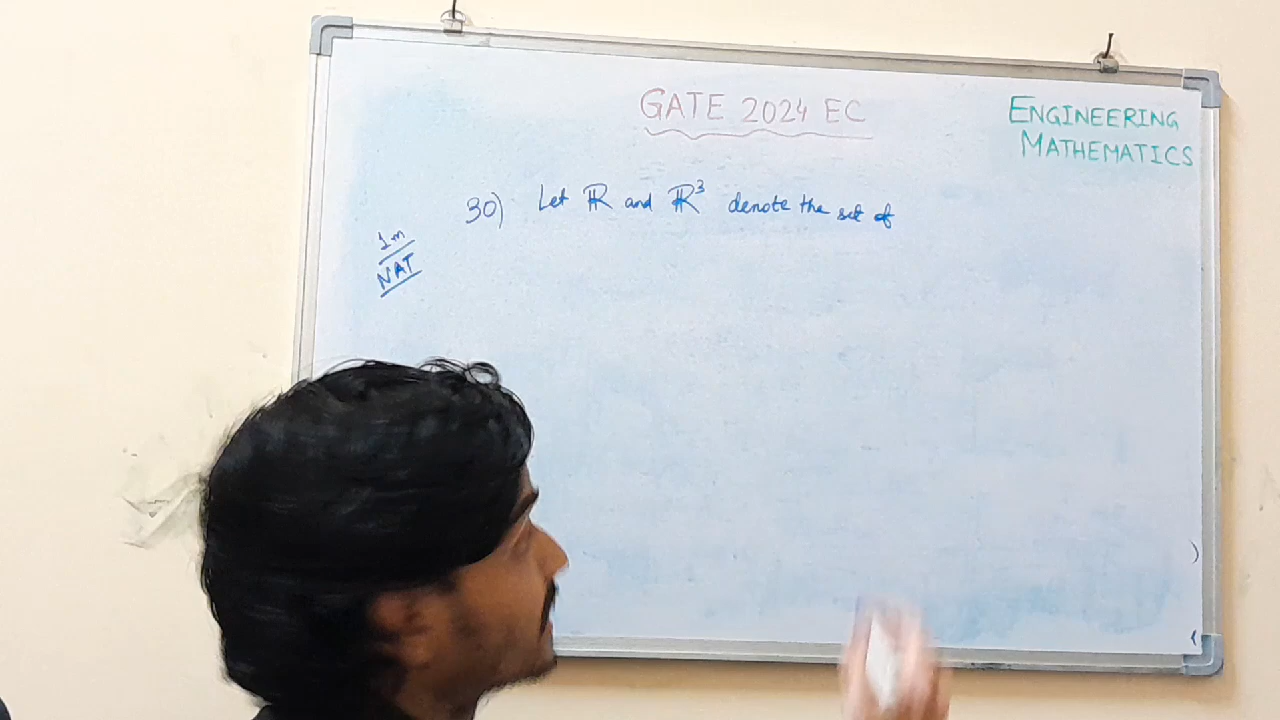 GATE 2024 EC
ENGINEERING
MATHEMATICS
30) Let ℝ and ℝ³ denote the set of
1m
NAT